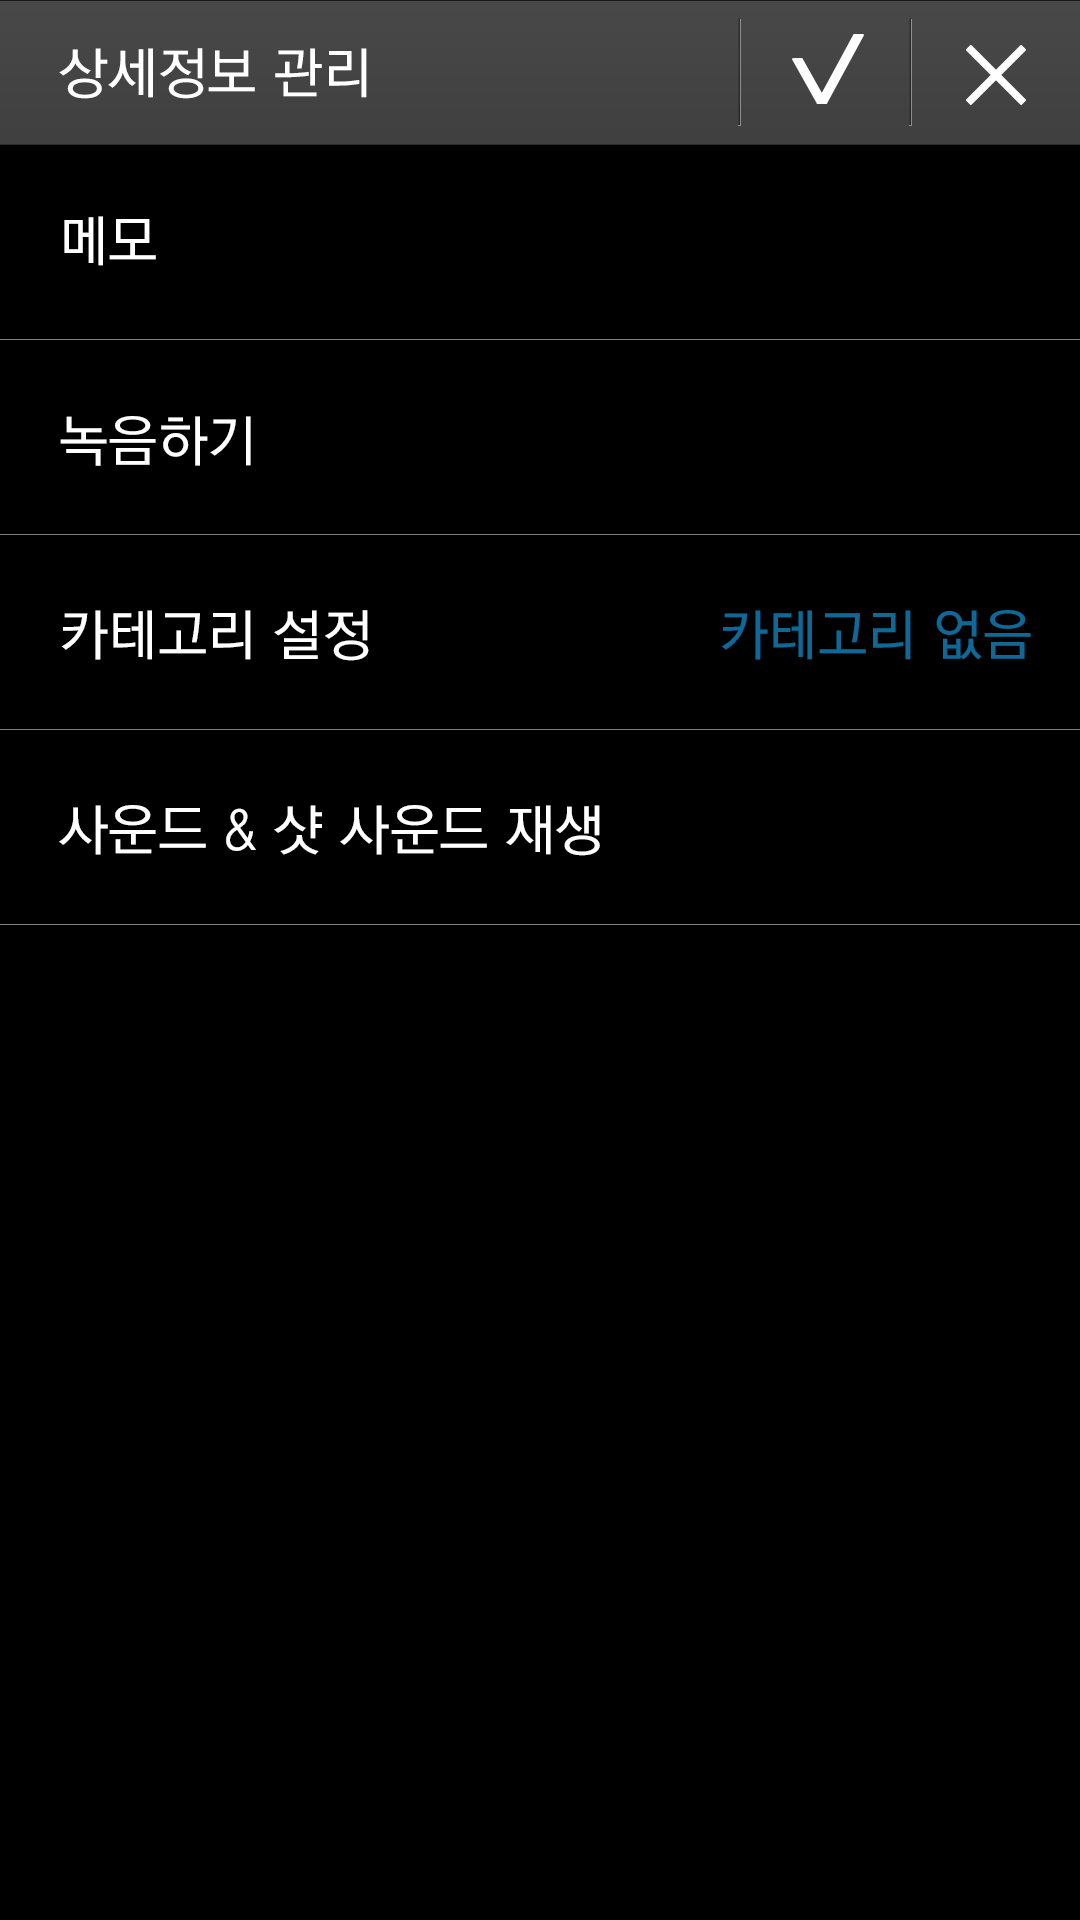 상세정보 관리
메모
녹음하기
카테고리 설정 카테고리 없음
사운드 & 샷 사운드 재생